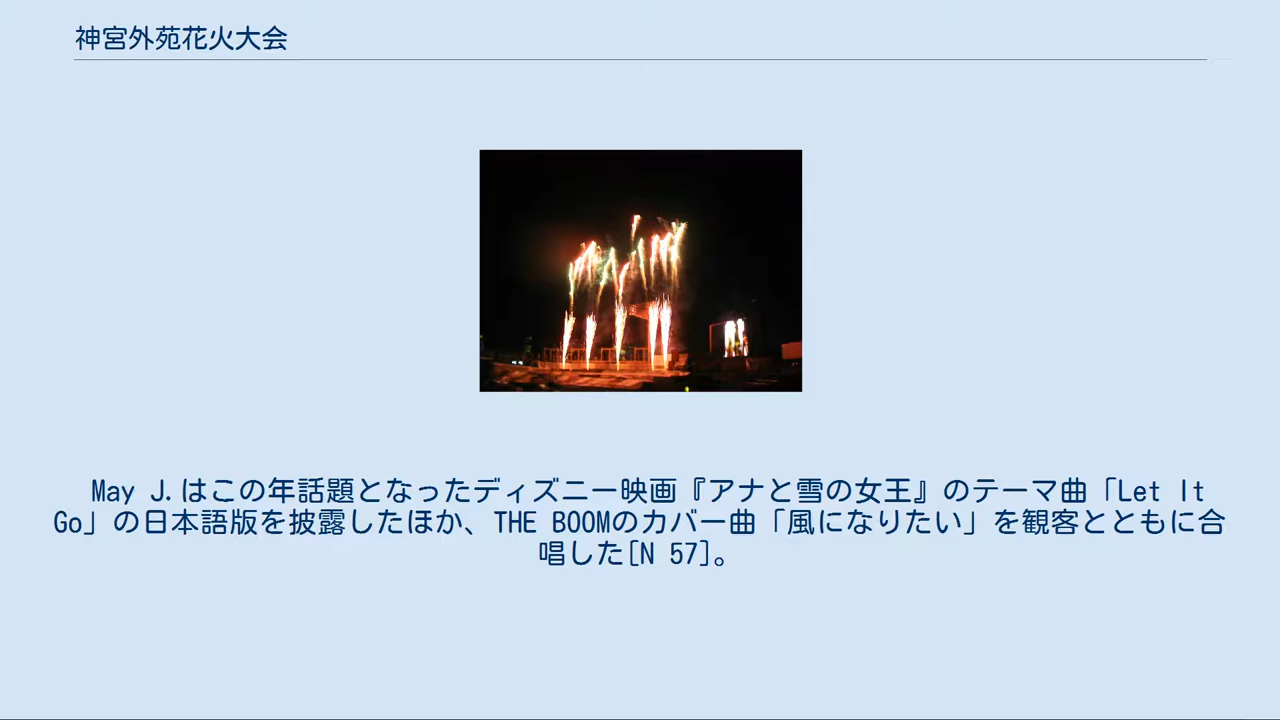 神宮外苑花火大会
May J.はこの年話題となったディズニー映画『アナと雪の女王』のテーマ曲「Let It
Go」の日本語版を披露したほか、THE BOOMのカバー曲「風になりたい」を観客とともに合
唱した[N 57]。